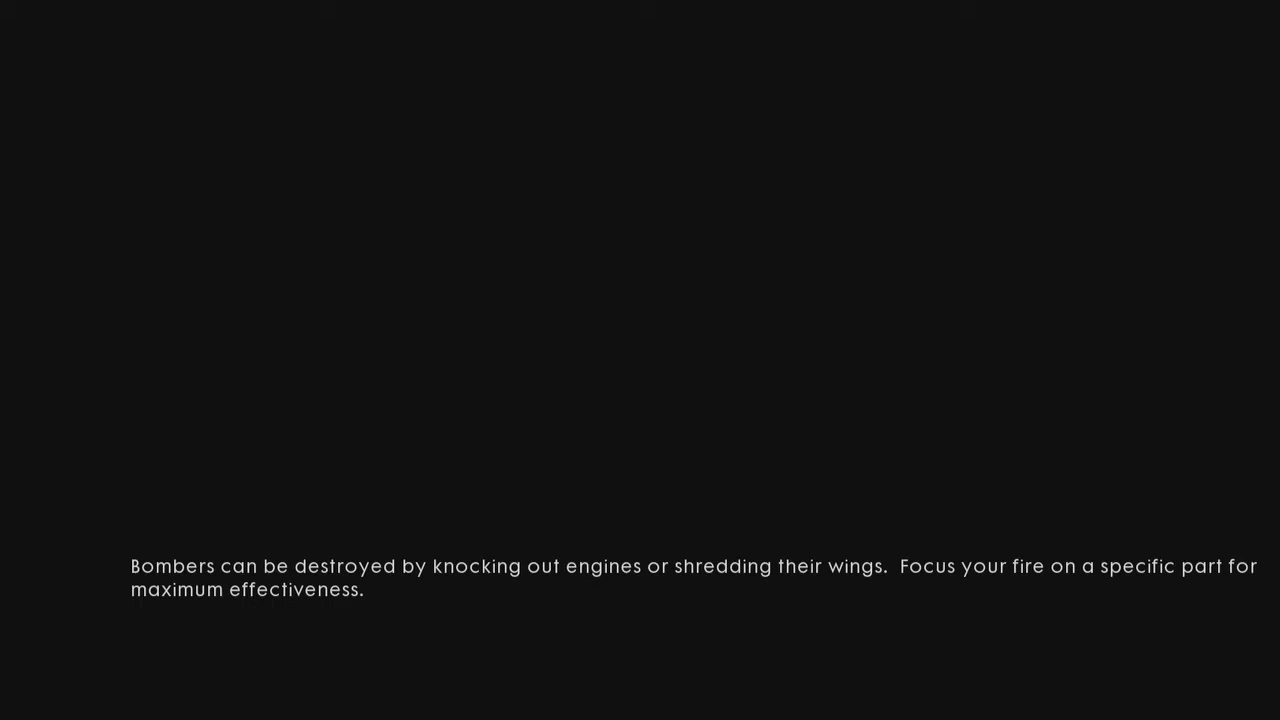 Bombers can be destroyed by knocking out engines or shredding their wings.  Focus your fire on a specific part for
maximum effectiveness.